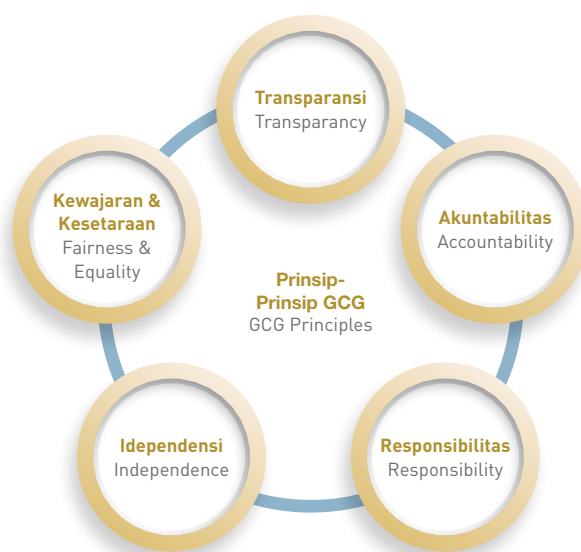 Transparansi
Transparancy
Kewajaran &
Kesetaraan
Fairness &
Equality
Akuntabilitas
Accountability
Prinsip-
Prinsip GCG
GCG Principles
Idependensi
Independence
Responsibilitas
Responsibility